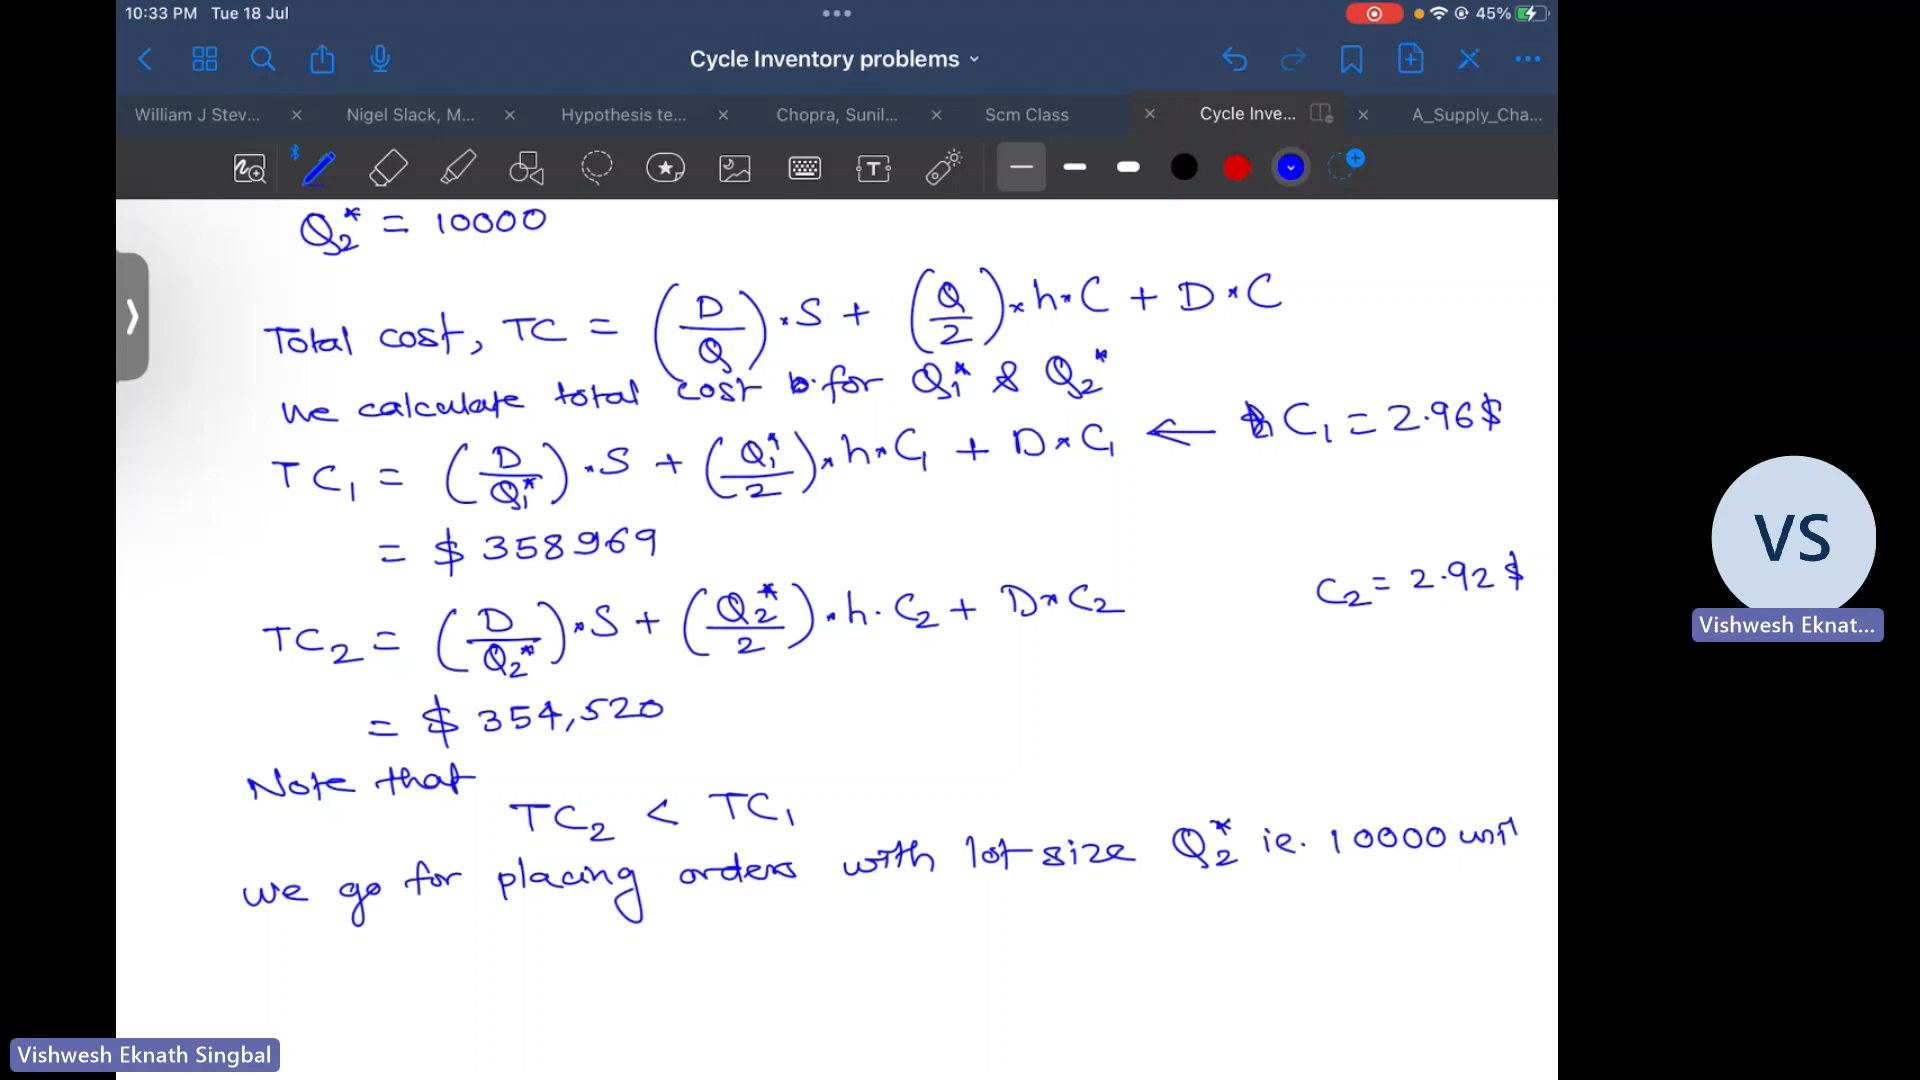 10:33 PM Tue 18 Jul
45%
Cycle Inventory problems
William J Stev...
Nigel Slack, M...
Hypothesis te...
Chopra, Sunil...
Scm Class
Cycle Inve...
A_Supply_Cha...
Q₂* = 10000
Total cost, TC = (D/Q) * S + (Q/2) * h * C + D * C
we calculate total cost for Q₁* & Q₂*
TC₁ = (D/Q₁*) * S + (Q₁*/2) * h * C₁ + D * C₁ ← C₁ = 2.96 $
= $ 358969
TC₂ = (D/Q₂*) * S + (Q₂*/2) * h · C₂ + D * C₂
C₂ = 2.92 $
= $ 354,520
Note that
TC₂ < TC₁
we go for placing orders with lot size Q₂* ie. 10000 unit
VS
Vishwesh Eknat...
Vishwesh Eknath Singbal